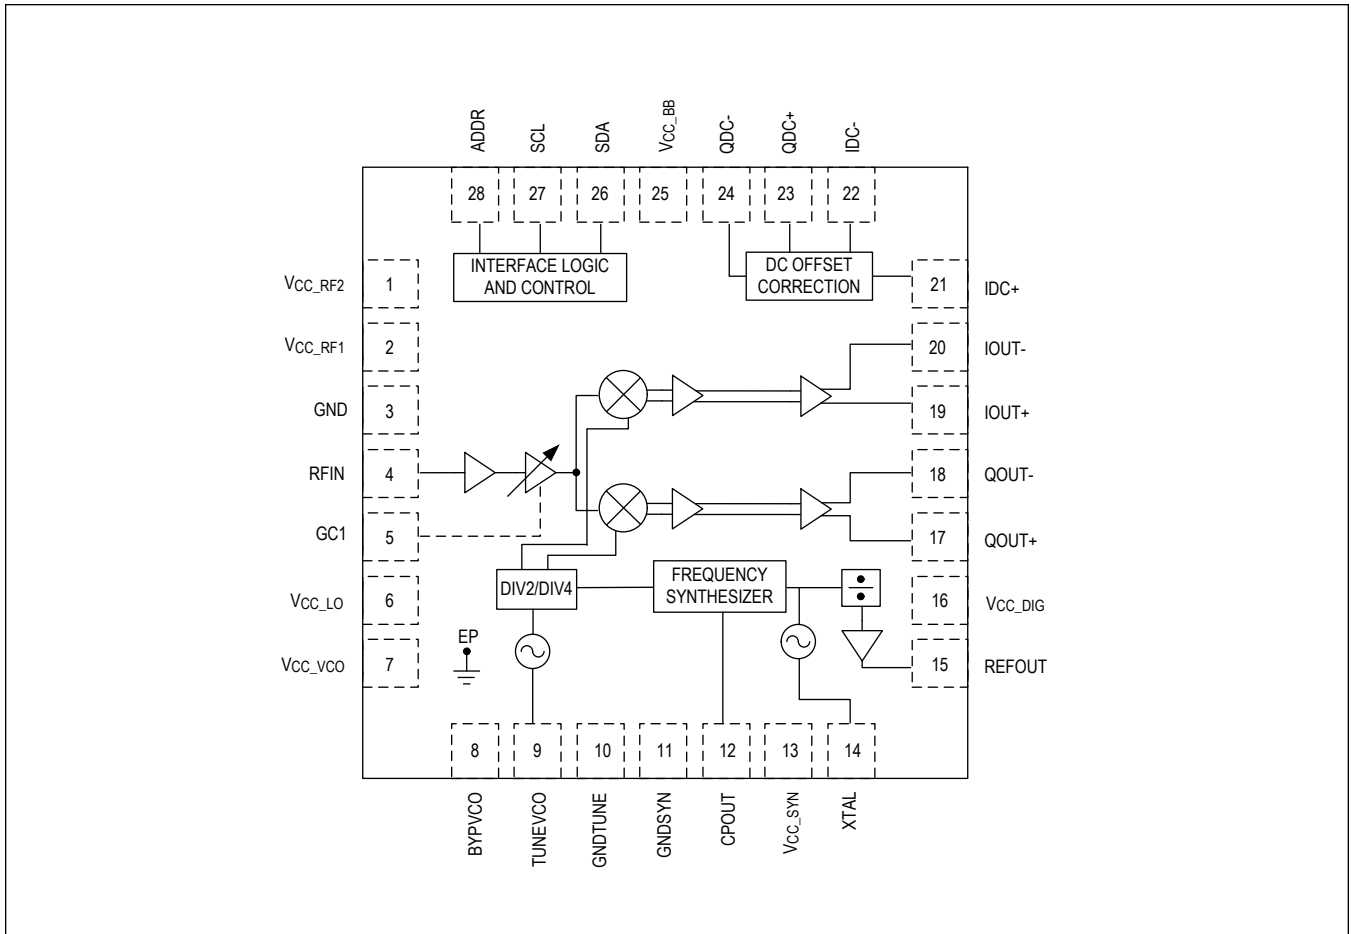 ADDR
SCL
SDA
VCC_BB
QDC-
QDC+
IDC-
28
27
26
25
24
23
22
INTERFACE LOGIC
AND CONTROL
DC OFFSET
CORRECTION
VCC_RF2
1
21
IDC+
VCC_RF1
2
20
IOUT-
GND
3
19
IOUT+
RFIN
4
18
QOUT-
GC1
5
17
QOUT+
DIV2/DIV4
FREQUENCY
SYNTHESIZER
VCC_LO
6
16
VCC_DIG
EP
VCC_VCO
7
15
REFOUT
8
9
10
11
12
13
14
BYPVCO
TUNEVCO
GNDTUNE
GNDSYN
CPOUT
VCC_SYN
XTAL